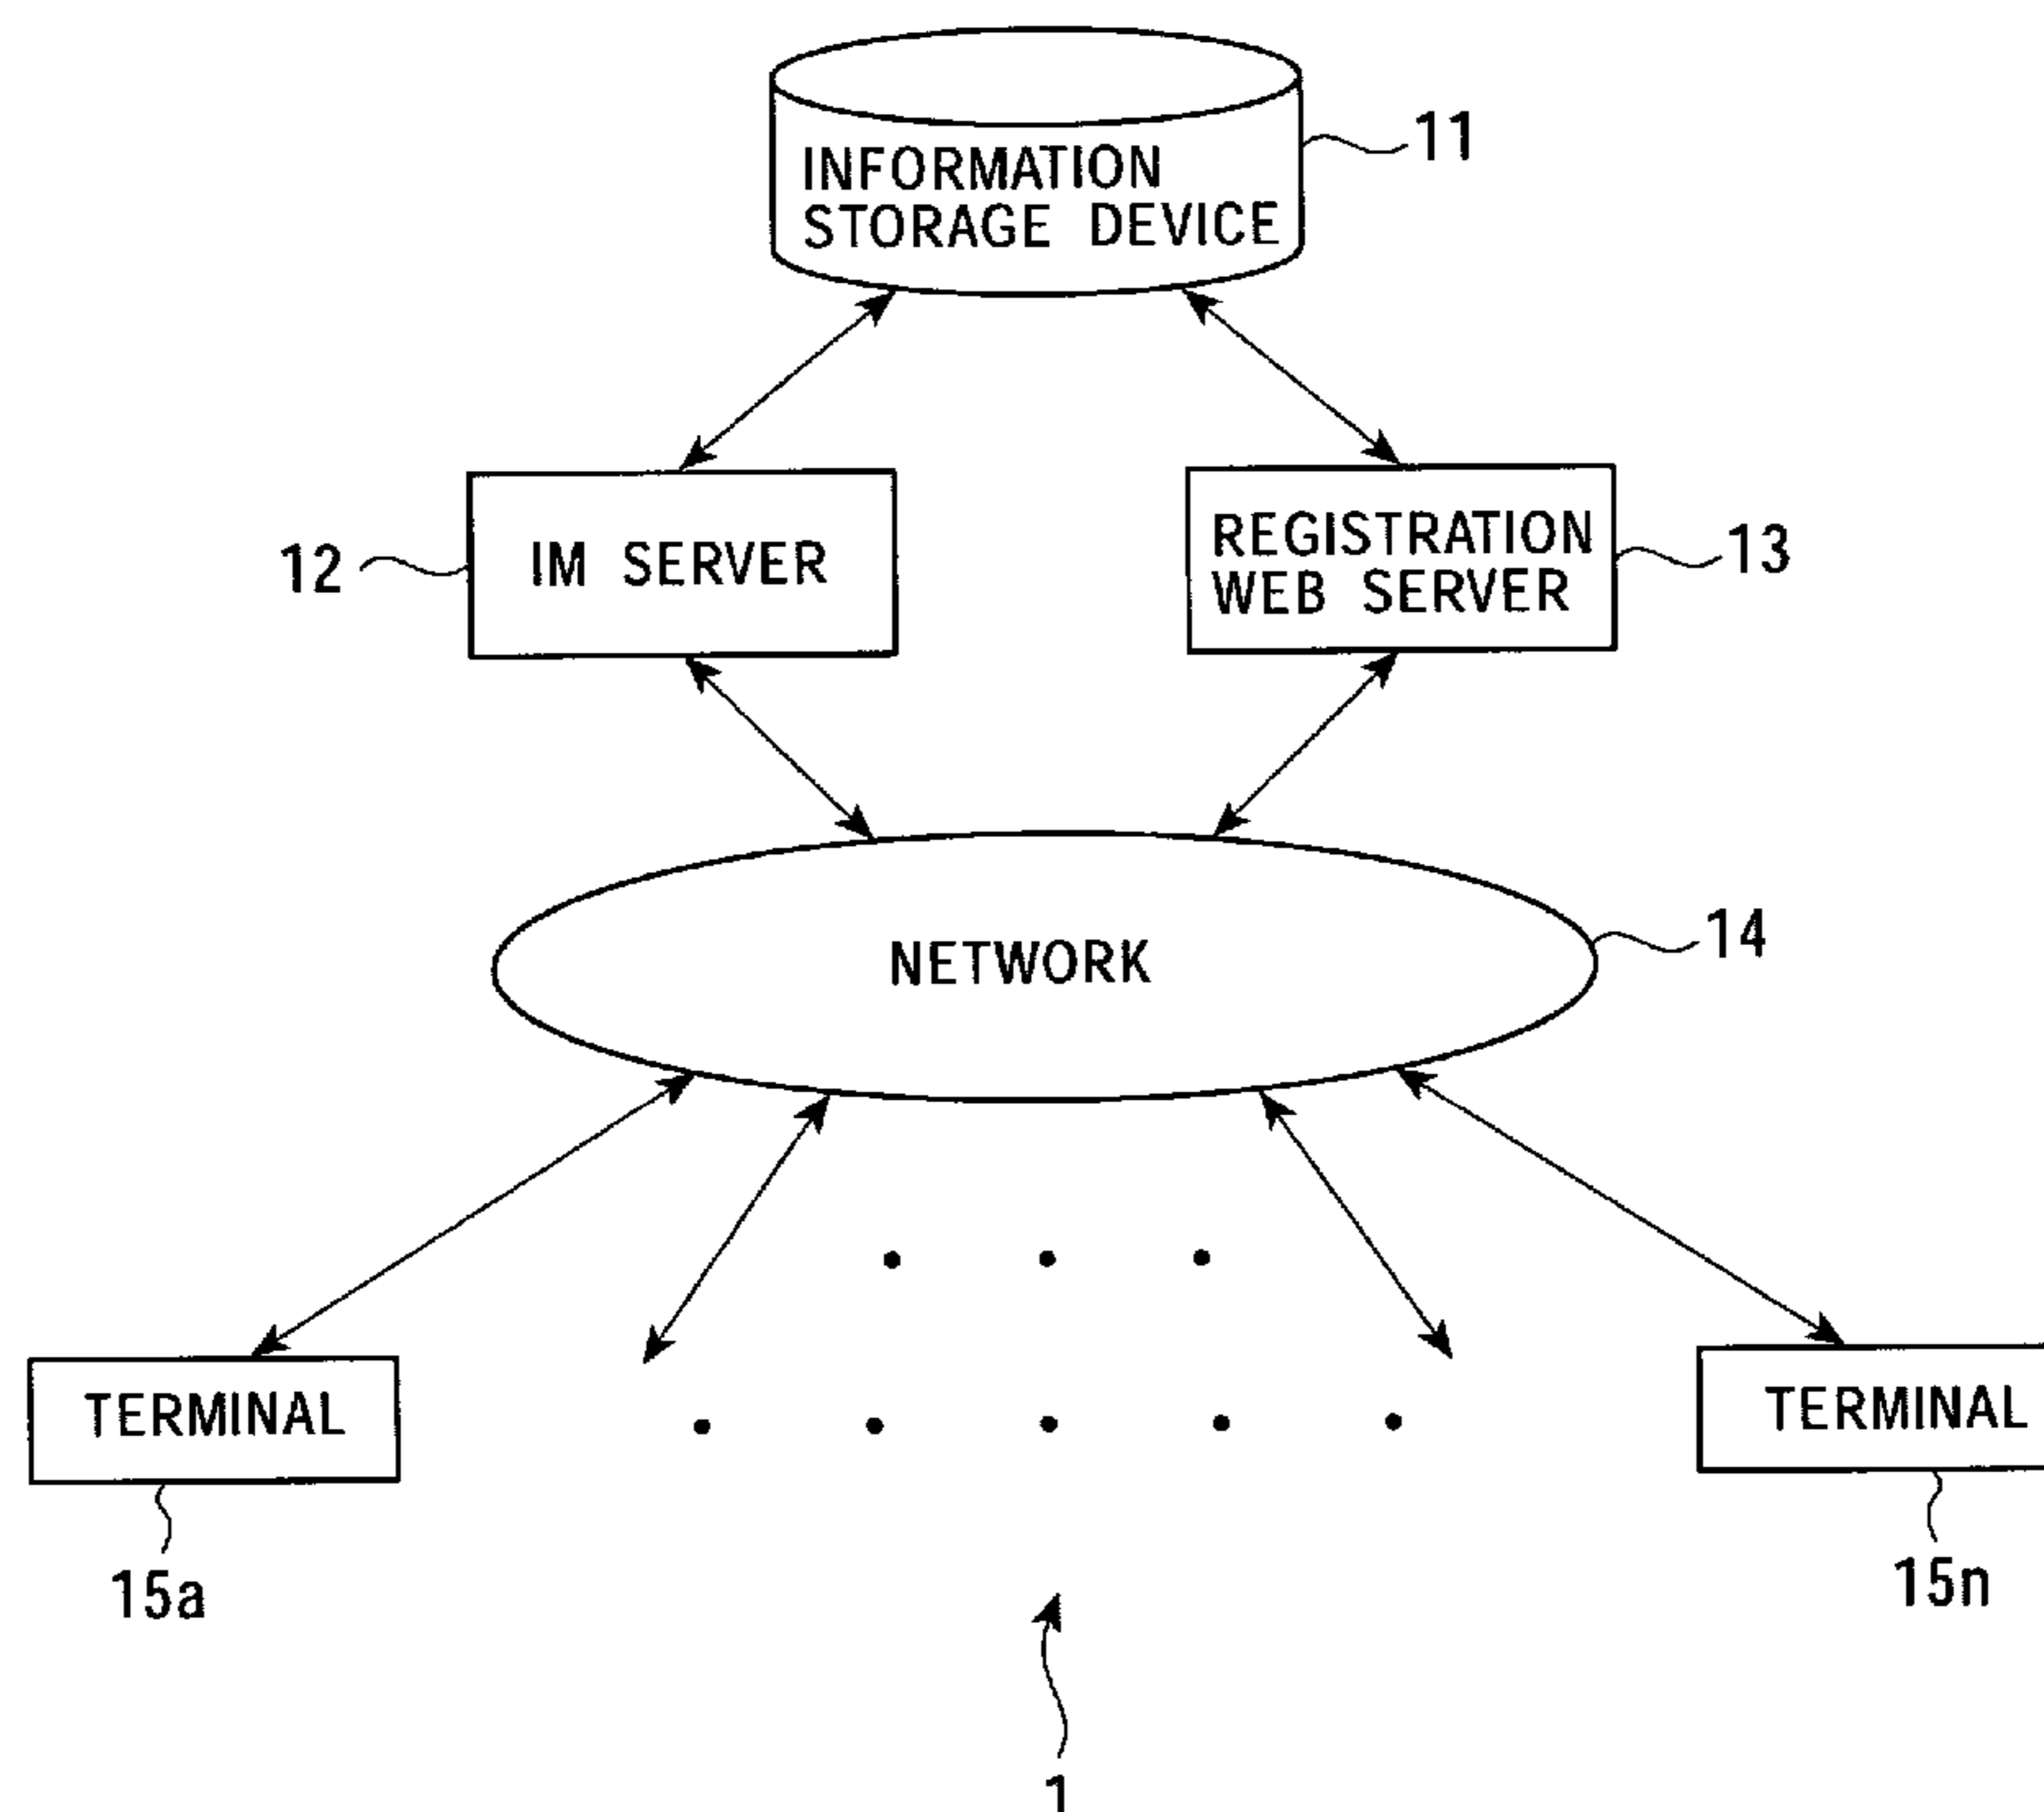 INFORMATION
STORAGE DEVICE
11
12
IM SERVER
REGISTRATION
WEB SERVER
13
NETWORK
14
TERMINAL
TERMINAL
15a
15n
1